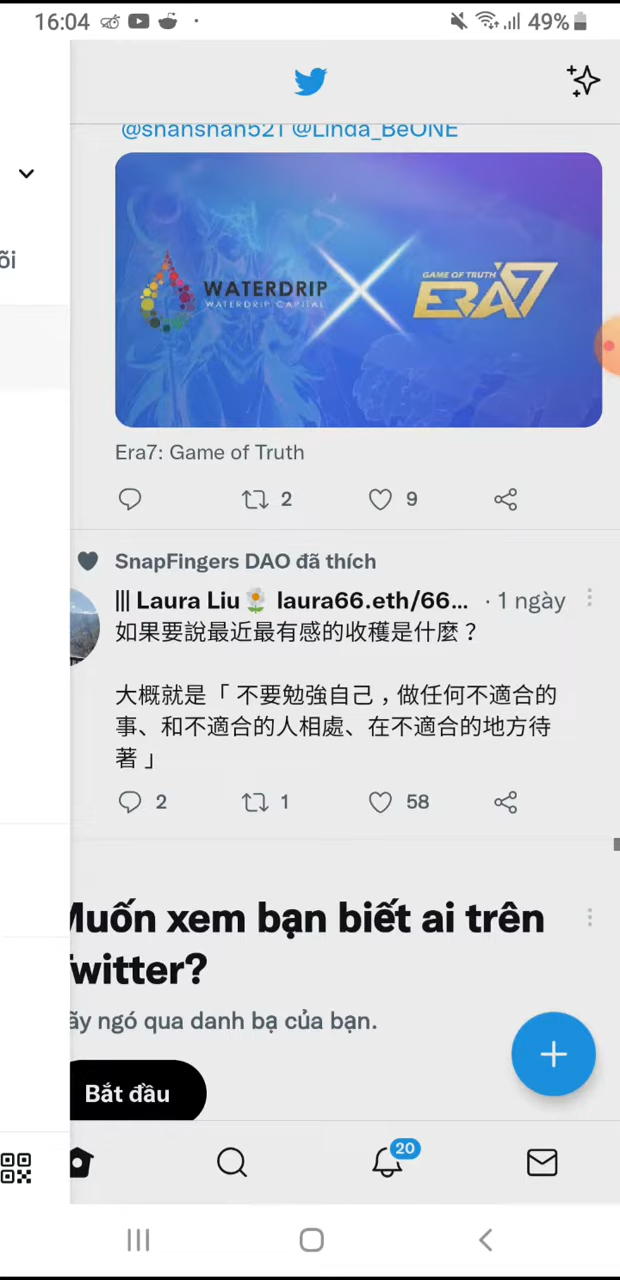 16:04
49%
@shanshan521 @Linda_BeONE
WATERDRIP
WATERDRIP CAPITAL
GAME OF TRUTH
ERA7
Era7: Game of Truth
2 9
SnapFingers DAO đã thích
||| Laura Liu🌼 laura66.eth/66... · 1 ngày
如果要說最近最有感的收穫是什麼？
大概就是「 不要勉強自己，做任何不適合的
事、和不適合的人相處、在不適合的地方待
著 」
2 1 58
Muốn xem bạn biết ai trên
Twitter?
ãy ngó qua danh bạ của bạn.
Bắt đầu
20
õi